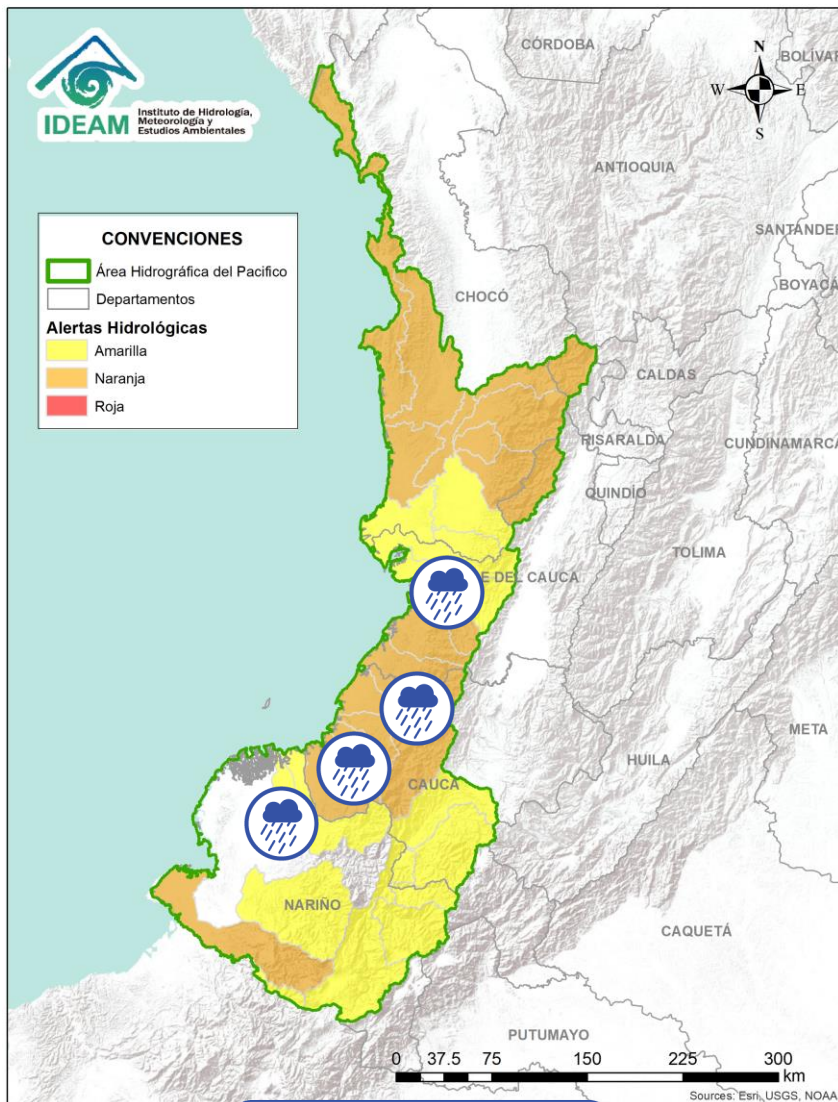 IDEAM
Instituto de Hidrología,
Meteorología y
Estudios Ambientales
N
W
E
S
CÓRDOBA
BOLÍVAR
ANTIOQUIA
SANTANDER
BOYACÁ
CONVENCIONES
Área Hidrográfica del Pacifico
Departamentos
Alertas Hidrológicas
Amarilla
Naranja
Roja
CHOCÓ
CALDAS
RISARALDA
CUNDINAMARCA
QUINDÍO
TOLIMA
E DEL CAUCA
META
HUILA
CAUCA
NARIÑO
CAQUETÁ
PUTUMAYO
0 37.5 75 150 225 300
km
Sources: Esri, USGS, NOAA